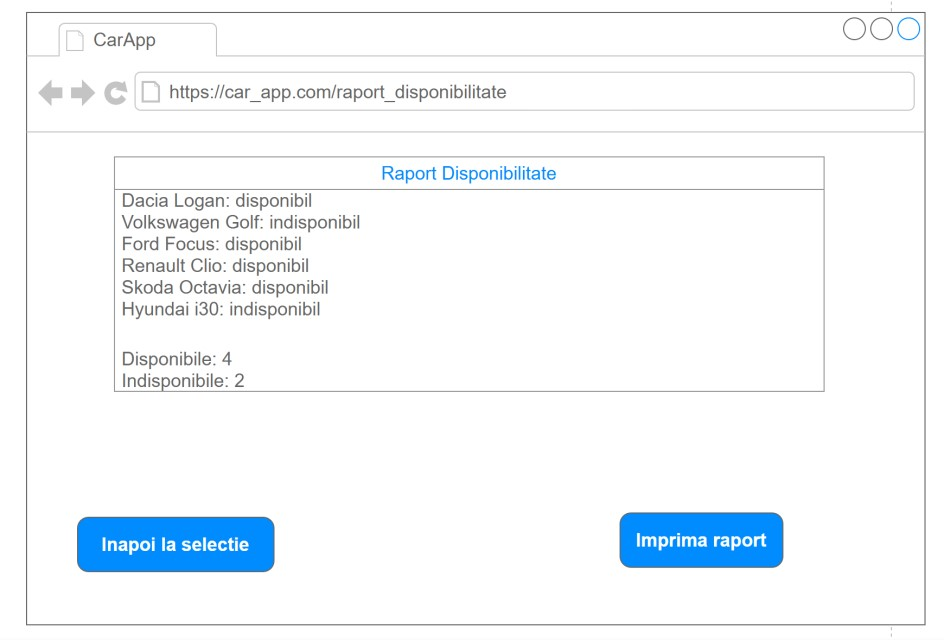 CarApp
https://car_app.com/raport_disponibilitate
Raport Disponibilitate
Dacia Logan: disponibil
Volkswagen Golf: indisponibil
Ford Focus: disponibil
Renault Clio: disponibil
Skoda Octavia: disponibil
Hyundai i30: indisponibil
Disponibile: 4
Indisponibile: 2
Inapoi la selectie
Imprima raport